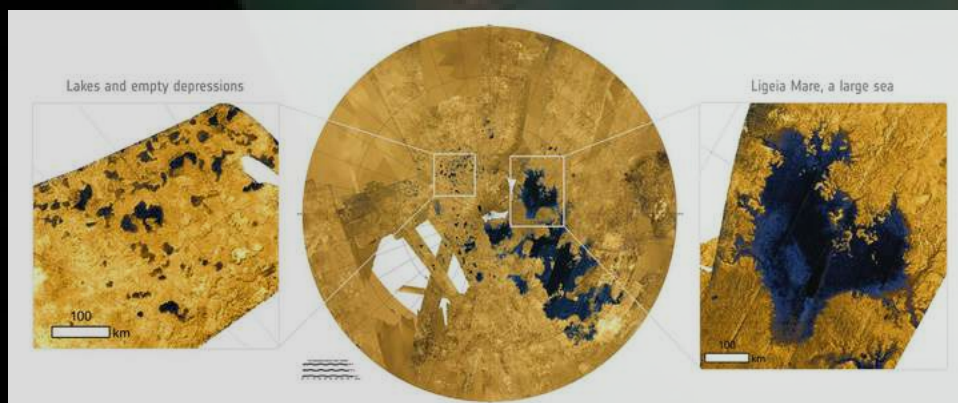 Lakes and empty depressions
Ligeia Mare, a large sea
100
km
100
km